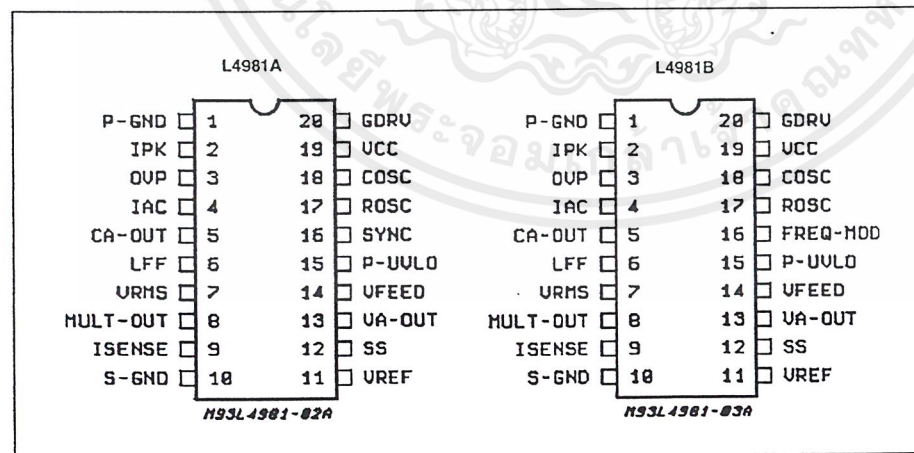 L4981A
P-GND 1 20 GDRV
IPK 2 19 VCC
OVP 3 18 COSC
IAC 4 17 ROSC
CA-OUT 5 16 SYNC
LFF 6 15 P-UVLO
VRMS 7 14 VFEED
MULT-OUT 8 13 VA-OUT
ISENSE 9 12 SS
S-GND 10 11 VREF
M93L4981-02A
L4981B
P-GND 1 20 GDRV
IPK 2 19 VCC
OVP 3 18 COSC
IAC 4 17 ROSC
CA-OUT 5 16 FREQ-MOD
LFF 6 15 P-UVLO
VRMS 7 14 VFEED
MULT-OUT 8 13 VA-OUT
ISENSE 9 12 SS
S-GND 10 11 VREF
M93L4981-03A